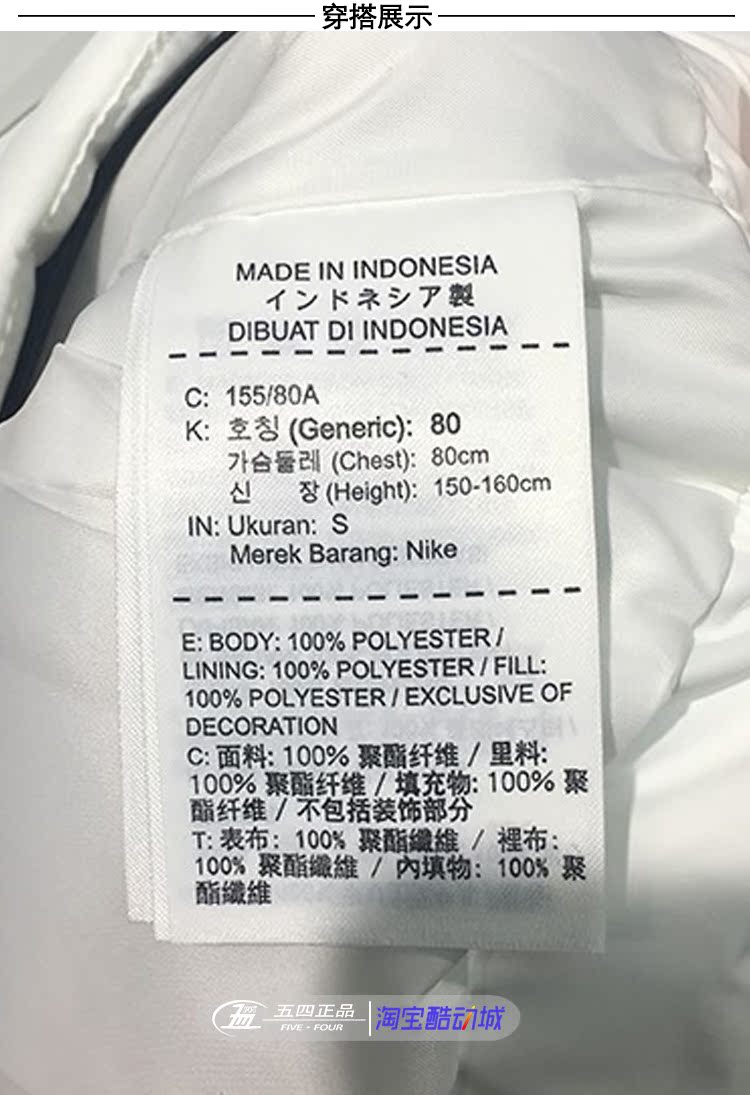 穿搭展示
MADE IN INDONESIA
インドネシア製
DIBUAT DI INDONESIA
C: 155/80A
K: 호칭 (Generic): 80
가슴둘레 (Chest): 80cm
신 장 (Height): 150-160cm
IN: Ukuran: S
Merek Barang: Nike
E: BODY: 100% POLYESTER /
LINING: 100% POLYESTER / FILL:
100% POLYESTER / EXCLUSIVE OF
DECORATION
C: 面料: 100% 聚酯纤维 / 里料:
100% 聚酯纤维 / 填充物: 100% 聚
酯纤维 / 不包括装饰部分
T: 表布: 100% 聚酯纖維 / 裡布:
100% 聚酯纖維 / 內填物: 100% 聚
酯纖維
五四正品
FIVE·FOUR
淘宝酷动城